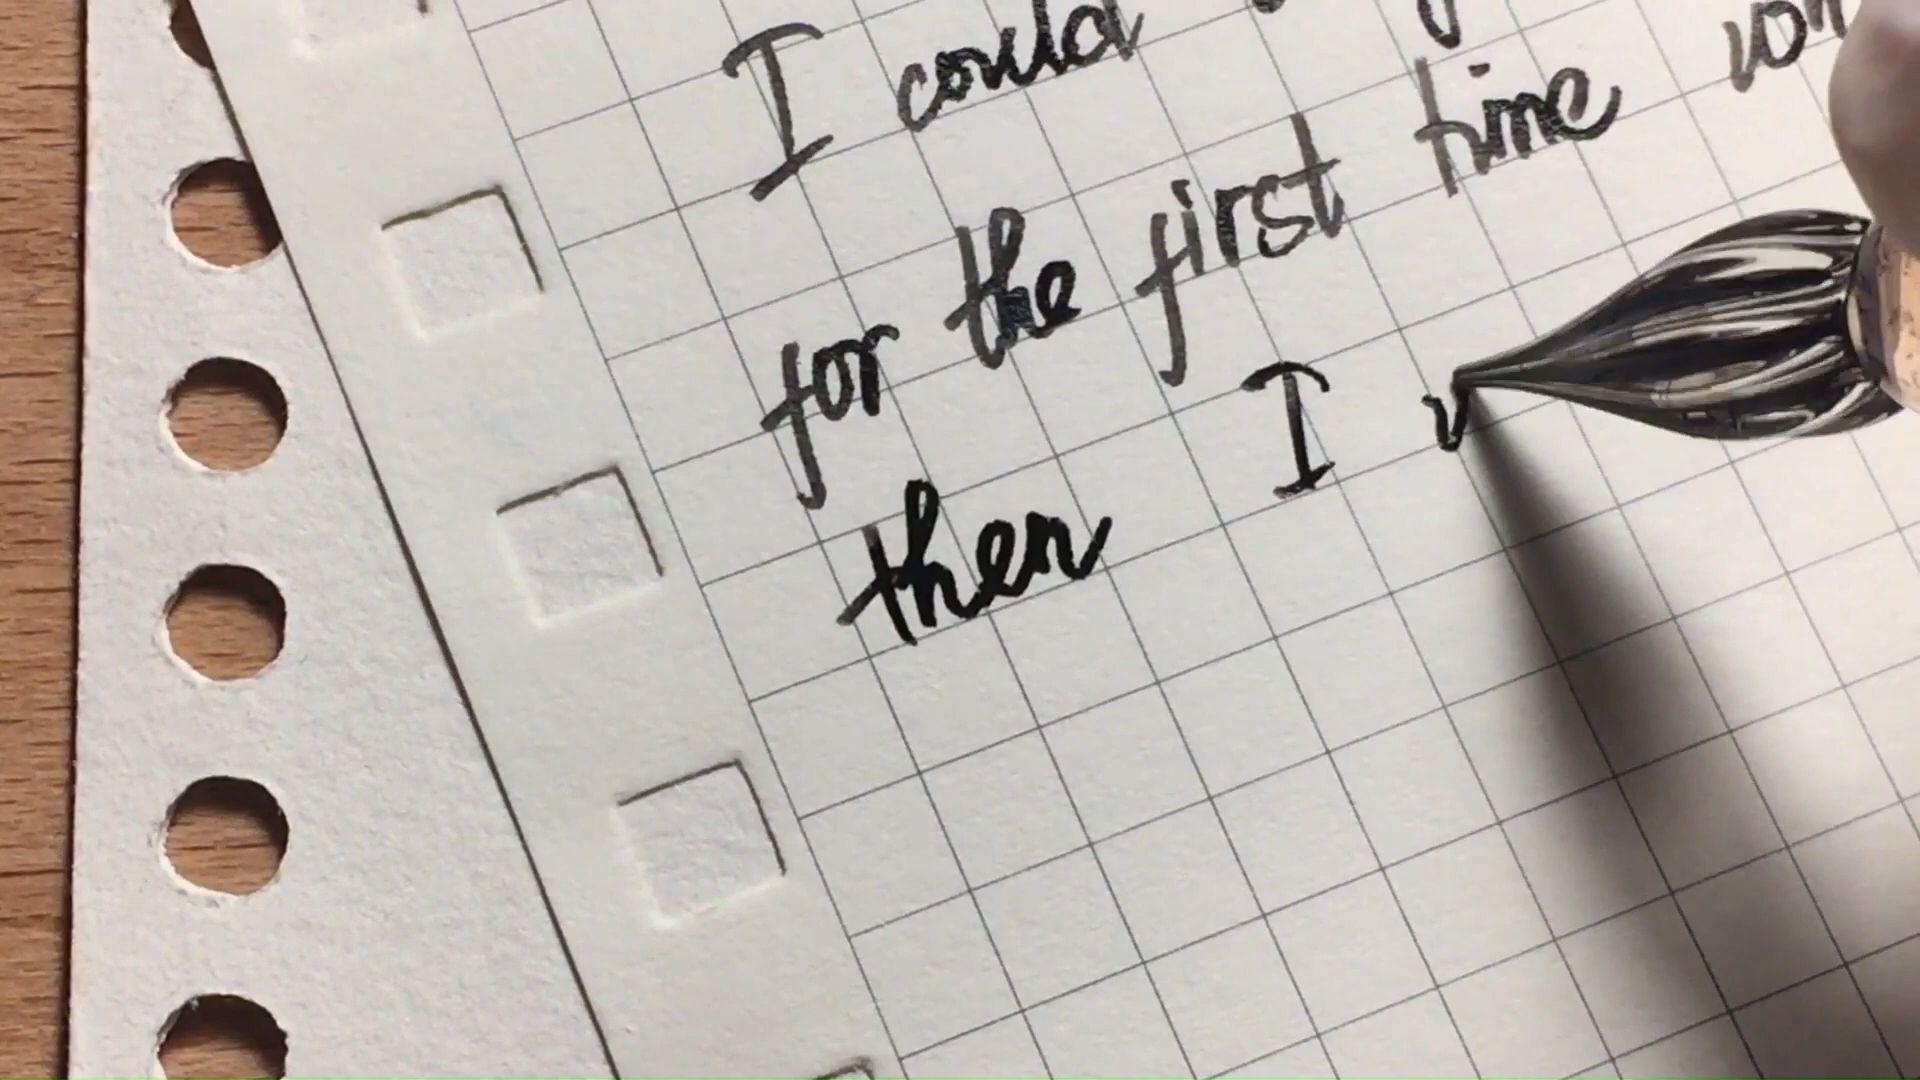 I could
for the first time
then I